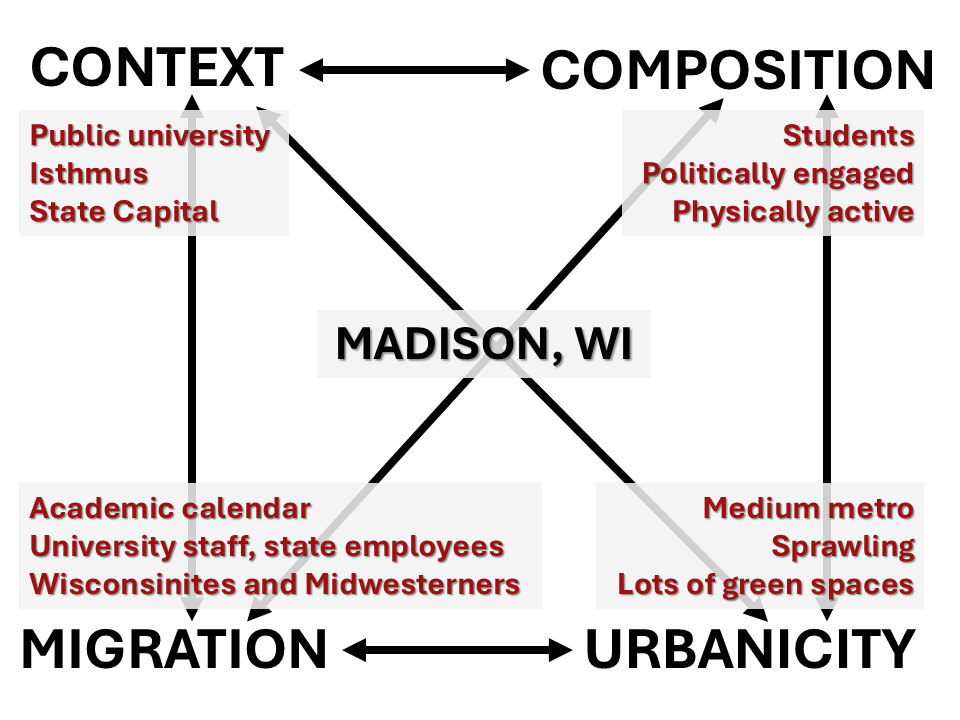 CONTEXT
COMPOSITION
Public university
Isthmus
State Capital
Students
Politically engaged
Physically active
MADISON, WI
Academic calendar
University staff, state employees
Wisconsinites and Midwesterners
Medium metro
Sprawling
Lots of green spaces
MIGRATION
URBANICITY